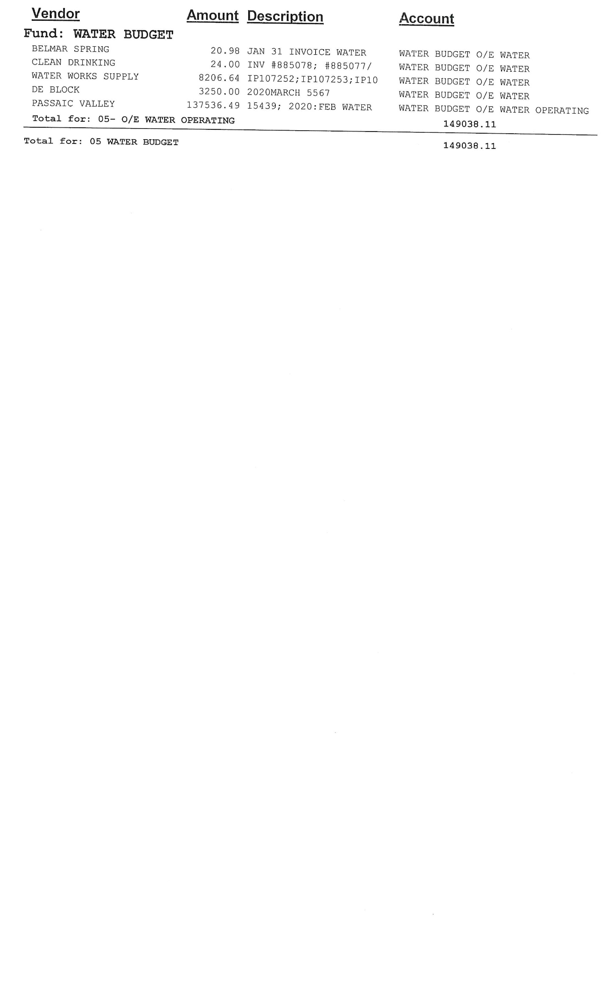 Vendor Amount Description Account
Fund: WATER BUDGET
BELMAR SPRING 20.98 JAN 31 INVOICE WATER WATER BUDGET O/E WATER
CLEAN DRINKING 24.00 INV #885078; #885077/ WATER BUDGET O/E WATER
WATER WORKS SUPPLY 8206.64 IP107252;IP107253;IP10 WATER BUDGET O/E WATER
DE BLOCK 3250.00 2020MARCH 5567 WATER BUDGET O/E WATER
PASSAIC VALLEY 137536.49 15439; 2020:FEB WATER WATER BUDGET O/E WATER OPERATING
Total for: 05- O/E WATER OPERATING 149038.11
Total for: 05 WATER BUDGET 149038.11